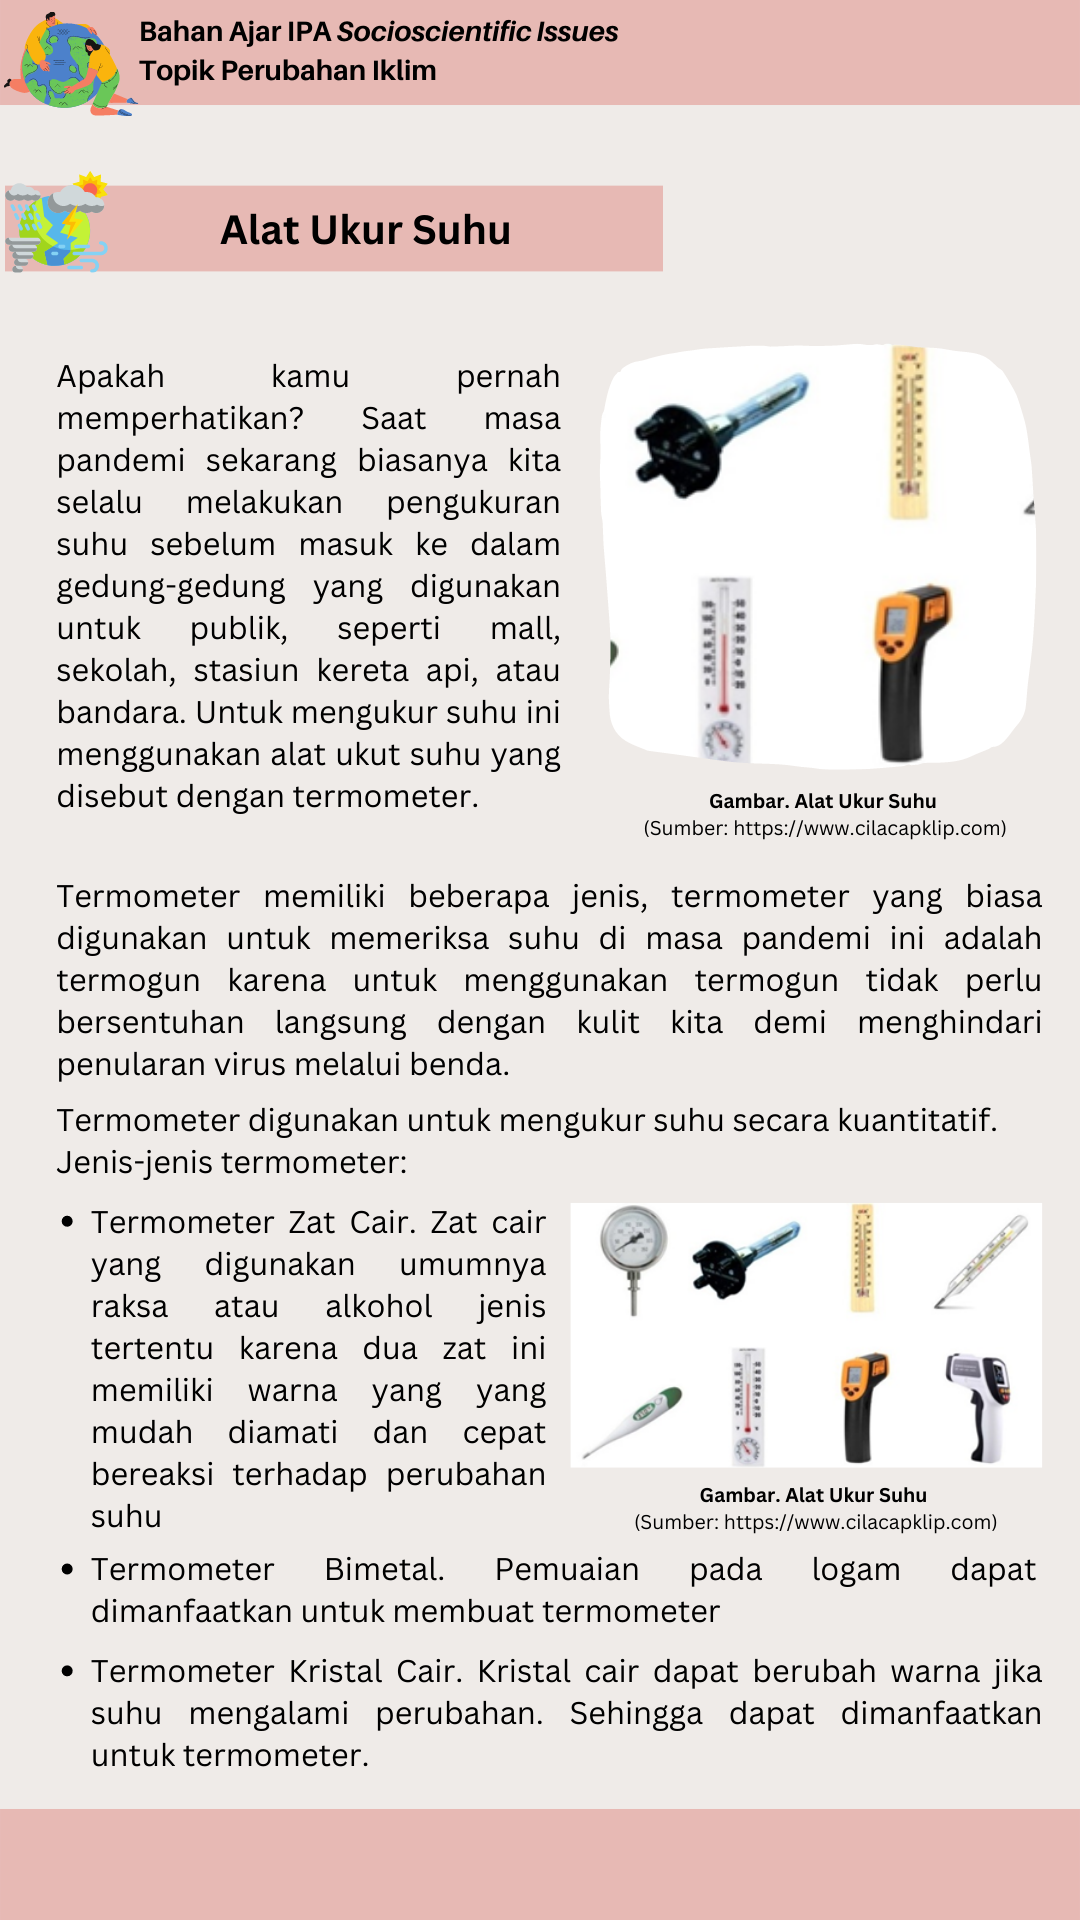 Bahan Ajar IPA Socioscientific Issues
Topik Perubahan Iklim
Alat Ukur Suhu
Apakah kamu pernah
memperhatikan? Saat masa
pandemi sekarang biasanya kita
selalu melakukan pengukuran
suhu sebelum masuk ke dalam
gedung-gedung yang digunakan
untuk publik, seperti mall,
sekolah, stasiun kereta api, atau
bandara. Untuk mengukur suhu ini
menggunakan alat ukut suhu yang
disebut dengan termometer.
Gambar. Alat Ukur Suhu
(Sumber: https://www.cilacapklip.com)
Termometer memiliki beberapa jenis, termometer yang biasa
digunakan untuk memeriksa suhu di masa pandemi ini adalah
termogun karena untuk menggunakan termogun tidak perlu
bersentuhan langsung dengan kulit kita demi menghindari
penularan virus melalui benda.
Termometer digunakan untuk mengukur suhu secara kuantitatif.
Jenis-jenis termometer:
• Termometer Zat Cair. Zat cair
yang digunakan umumnya
raksa atau alkohol jenis
tertentu karena dua zat ini
memiliki warna yang yang
mudah diamati dan cepat
bereaksi terhadap perubahan
suhu
Gambar. Alat Ukur Suhu
(Sumber: https://www.cilacapklip.com)
• Termometer Bimetal. Pemuaian pada logam dapat
dimanfaatkan untuk membuat termometer
• Termometer Kristal Cair. Kristal cair dapat berubah warna jika
suhu mengalami perubahan. Sehingga dapat dimanfaatkan
untuk termometer.